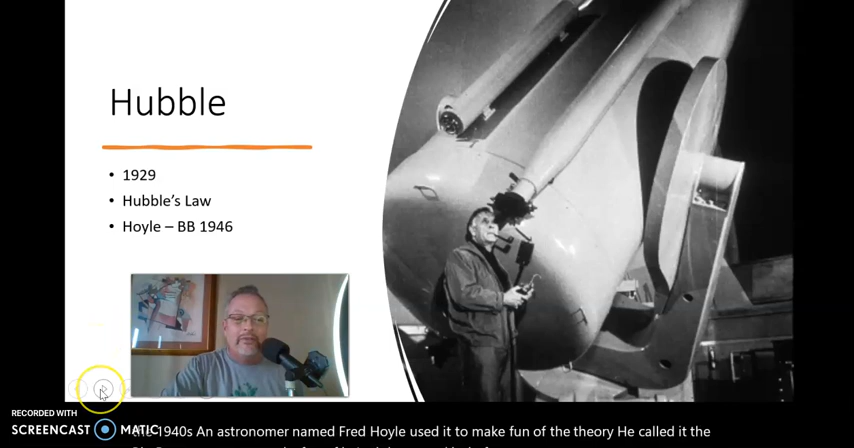 Hubble
• 1929
• Hubble's Law
• Hoyle – BB 1946
RECORDED WITH
SCREENCAST MATIC
1940s An astronomer named Fred Hoyle used it to make fun of the theory He called it the